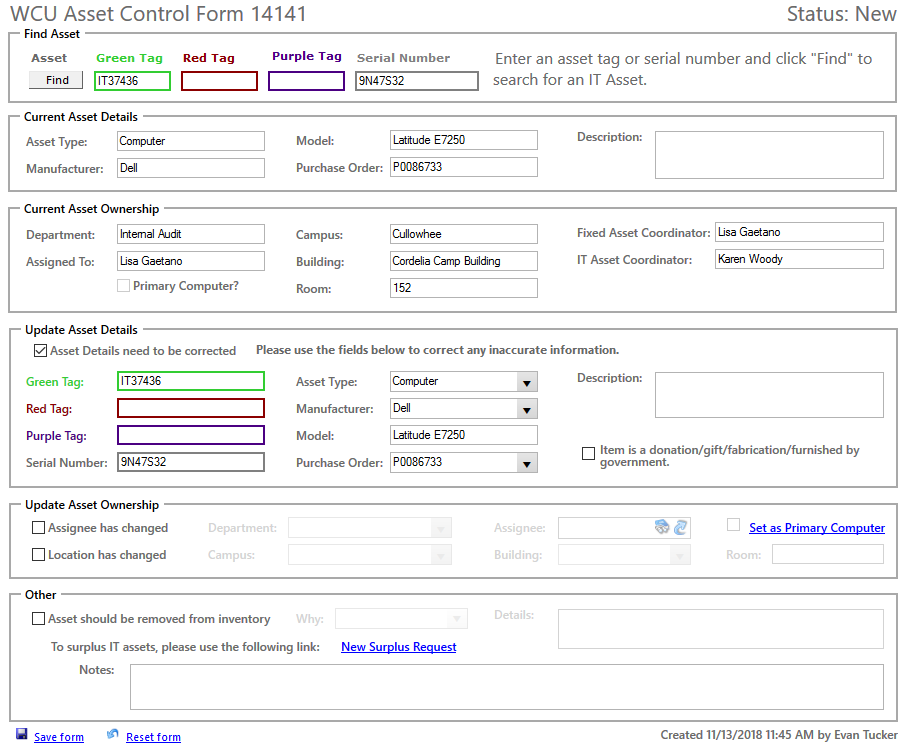 WCU Asset Control Form 14141 Status: New
Find Asset
Asset Green Tag Red Tag Purple Tag Serial Number
Enter an asset tag or serial number and click "Find" to
search for an IT Asset.
Find IT37436 9N47S32
Current Asset Details
Asset Type: Computer Model: Latitude E7250 Description:
Manufacturer: Dell Purchase Order: P0086733
Current Asset Ownership
Department: Internal Audit Campus: Cullowhee Fixed Asset Coordinator: Lisa Gaetano
Assigned To: Lisa Gaetano Building: Cordelia Camp Building IT Asset Coordinator: Karen Woody
Primary Computer? Room: 152
Update Asset Details
Asset Details need to be corrected Please use the fields below to correct any inaccurate information.
Green Tag: IT37436 Asset Type: Computer Description:
Red Tag: Manufacturer: Dell
Purple Tag: Model: Latitude E7250
Item is a donation/gift/fabrication/furnished by
government.
Serial Number: 9N47S32 Purchase Order: P0086733
Update Asset Ownership
Assignee has changed Department: Assignee: Set as Primary Computer
Location has changed Campus: Building: Room:
Other
Asset should be removed from inventory Why: Details:
To surplus IT assets, please use the following link: New Surplus Request
Notes:
Save form Reset form Created 11/13/2018 11:45 AM by Evan Tucker